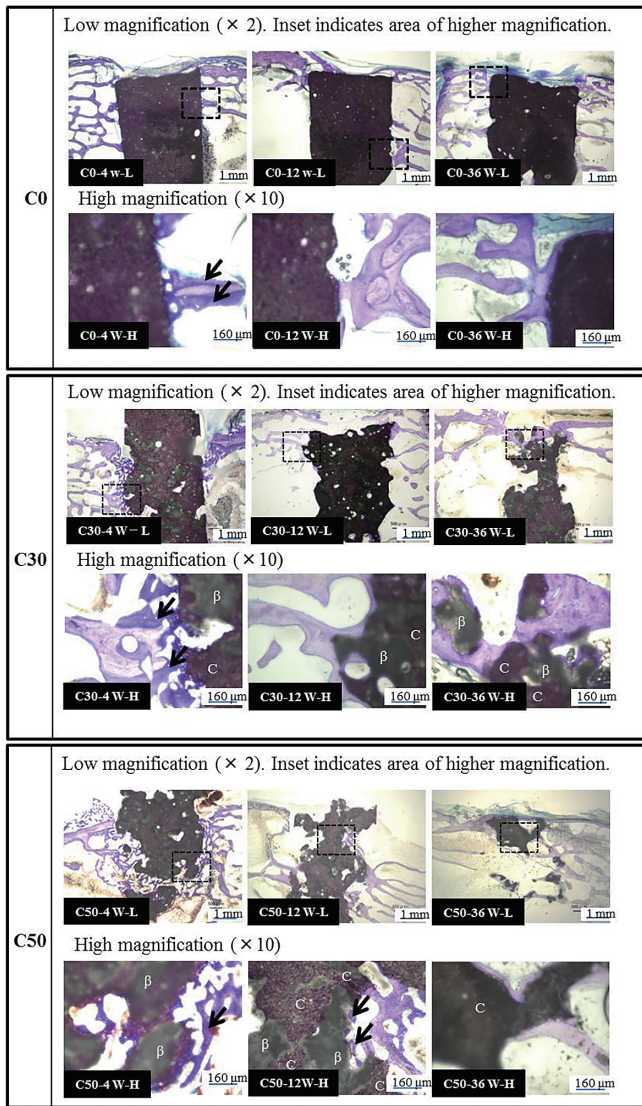 Low magnification (× 2). Inset indicates area of higher magnification.
C0-4 w-L
1 mm
C0-12 w-L
1 mm
C0-36 W-L
1 mm
C0
High magnification (×10)
C0-4 W-H
160 µm
C0-12 W-H
160 µm
C0-36 W-H
160 µm
Low magnification (× 2). Inset indicates area of higher magnification.
C30-4 W－L
1 mm
C30-12 W-L
1 mm
C30-36 W-L
1 mm
C30
High magnification (×10)
β
C
C30-4 W-H
160 µm
C
β
C30-12 W-H
160 µm
β
C
β
C
C30-36 W-H
160 µm
Low magnification (× 2). Inset indicates area of higher magnification.
C50-4 W-L
1 mm
C50-12 W-L
1 mm
C50-36 W-L
1 mm
C50
High magnification (×10)
β
β
C50-4 W-H
160 µm
C
C
β
β
C
C
C50-12W-H
160 µm
C
C50-36 W-H
160 µm